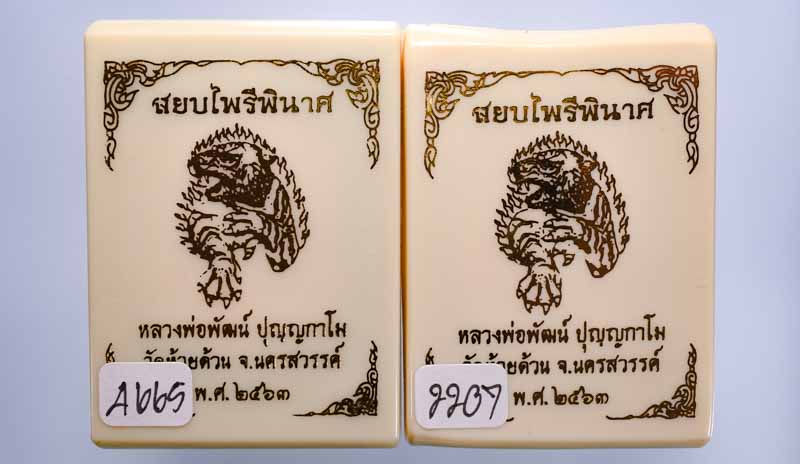 สยบไพรีพินาศ
หลวงพ่อพัฒน์ ปุญฺญกาโม
วัดห้วยด้วน จ.นครสวรรค์
พ.ศ.๒๕๖๓
A665
สยบไพรีพินาศ
หลวงพ่อพัฒน์ ปุญฺญกาโม
ห้วยด้วน จ.นครสวรรค์
พ.ศ.๒๕๖๓
2207